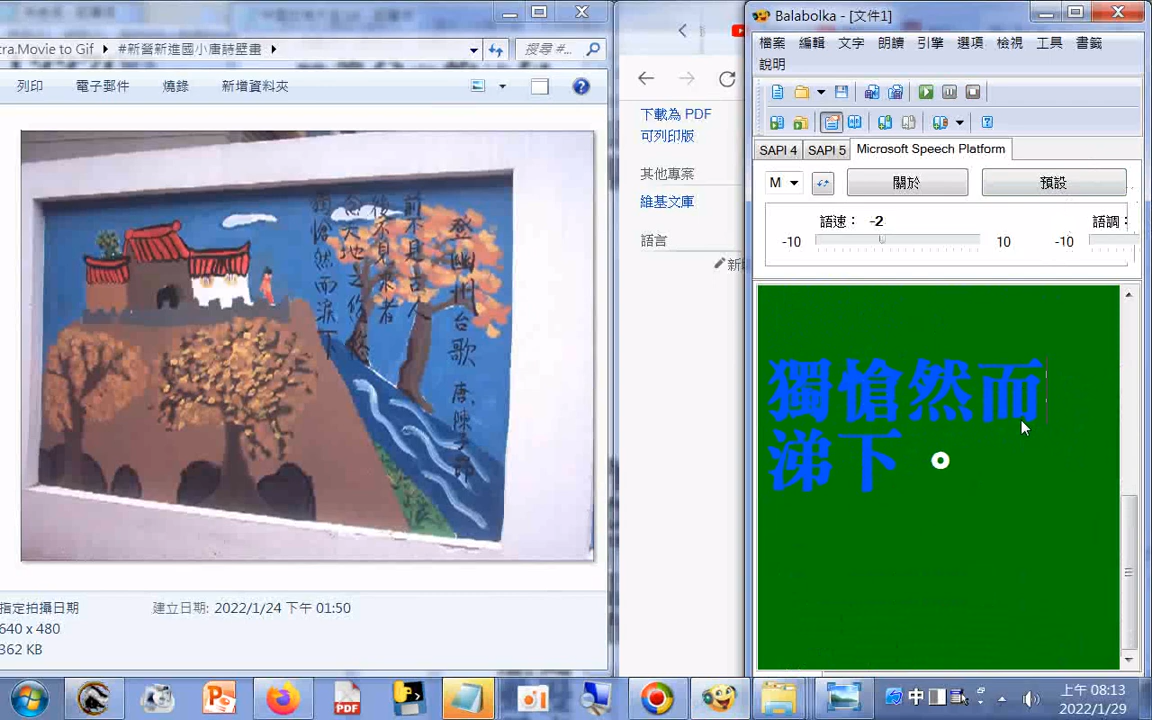 Balabolka - [文件1]
tra.Movie to Gif ▸ #新營新進國小唐詩壁畫 ▸
搜尋 #...
檔案 編輯 文字 朗讀 引擎 選項 檢視 工具 書籤
說明
列印 電子郵件 燒錄 新增資料夾
下載為 PDF
可列印版
其他專案
維基文庫
語言
SAPI 4 SAPI 5 Microsoft Speech Platform
M 關於 預設
語速： -2 語調：
-10 10 -10
登幽州台歌 唐 陳子昂
前不見古人
後不見來者
念天地之悠悠
獨愴然而淚下
獨愴然而
涕下。
指定拍攝日期 建立日期: 2022/1/24 下午 01:50
640 x 480
362 KB
PDF
中
上午 08:13
2022/1/29